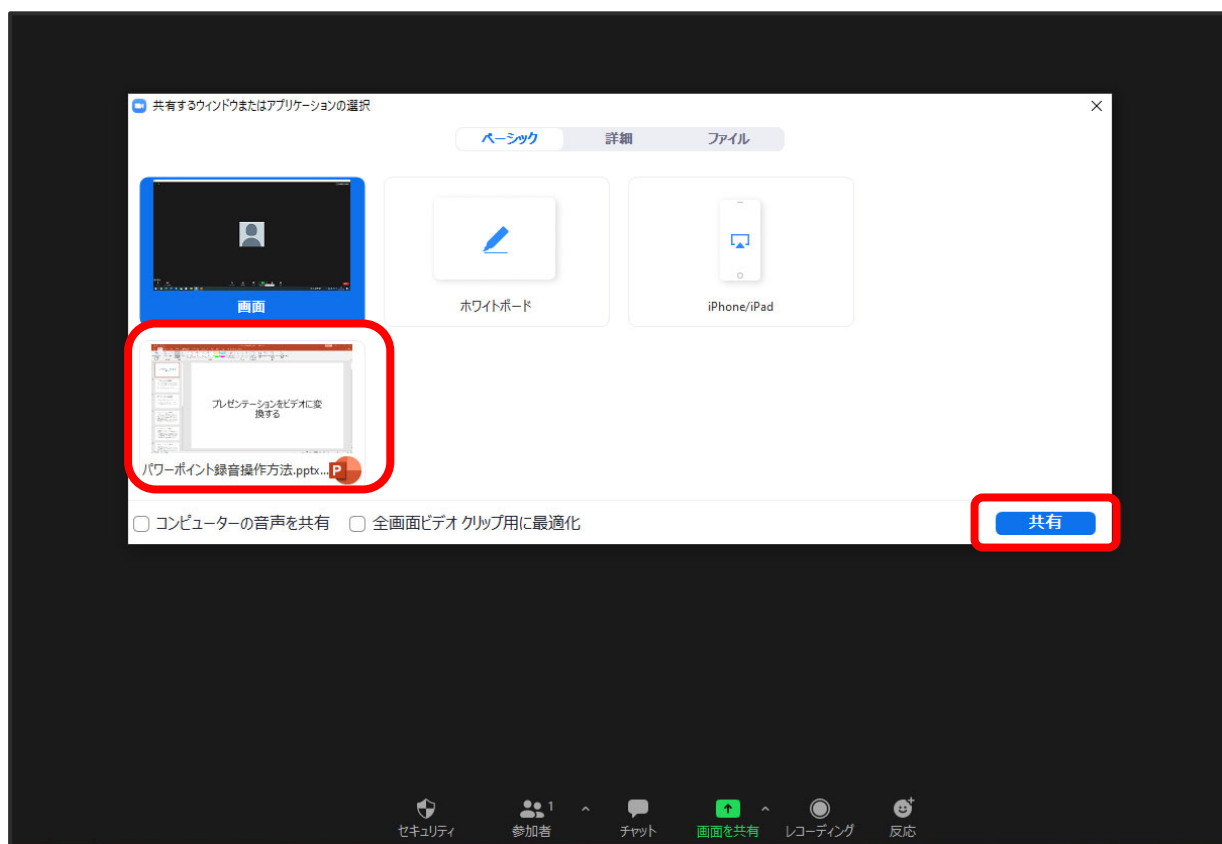 共有するウィンドウまたはアプリケーションの選択
ベーシック
詳細
ファイル
画面
ホワイトボード
iPhone/iPad
プレゼンテーションをビデオに変
換する
パワーポイント録音操作方法.pptx...
P
コンピューターの音声を共有
全画面ビデオ クリップ用に最適化
共有
1
セキュリティ
参加者
チャット
画面を共有
レコーディング
反応